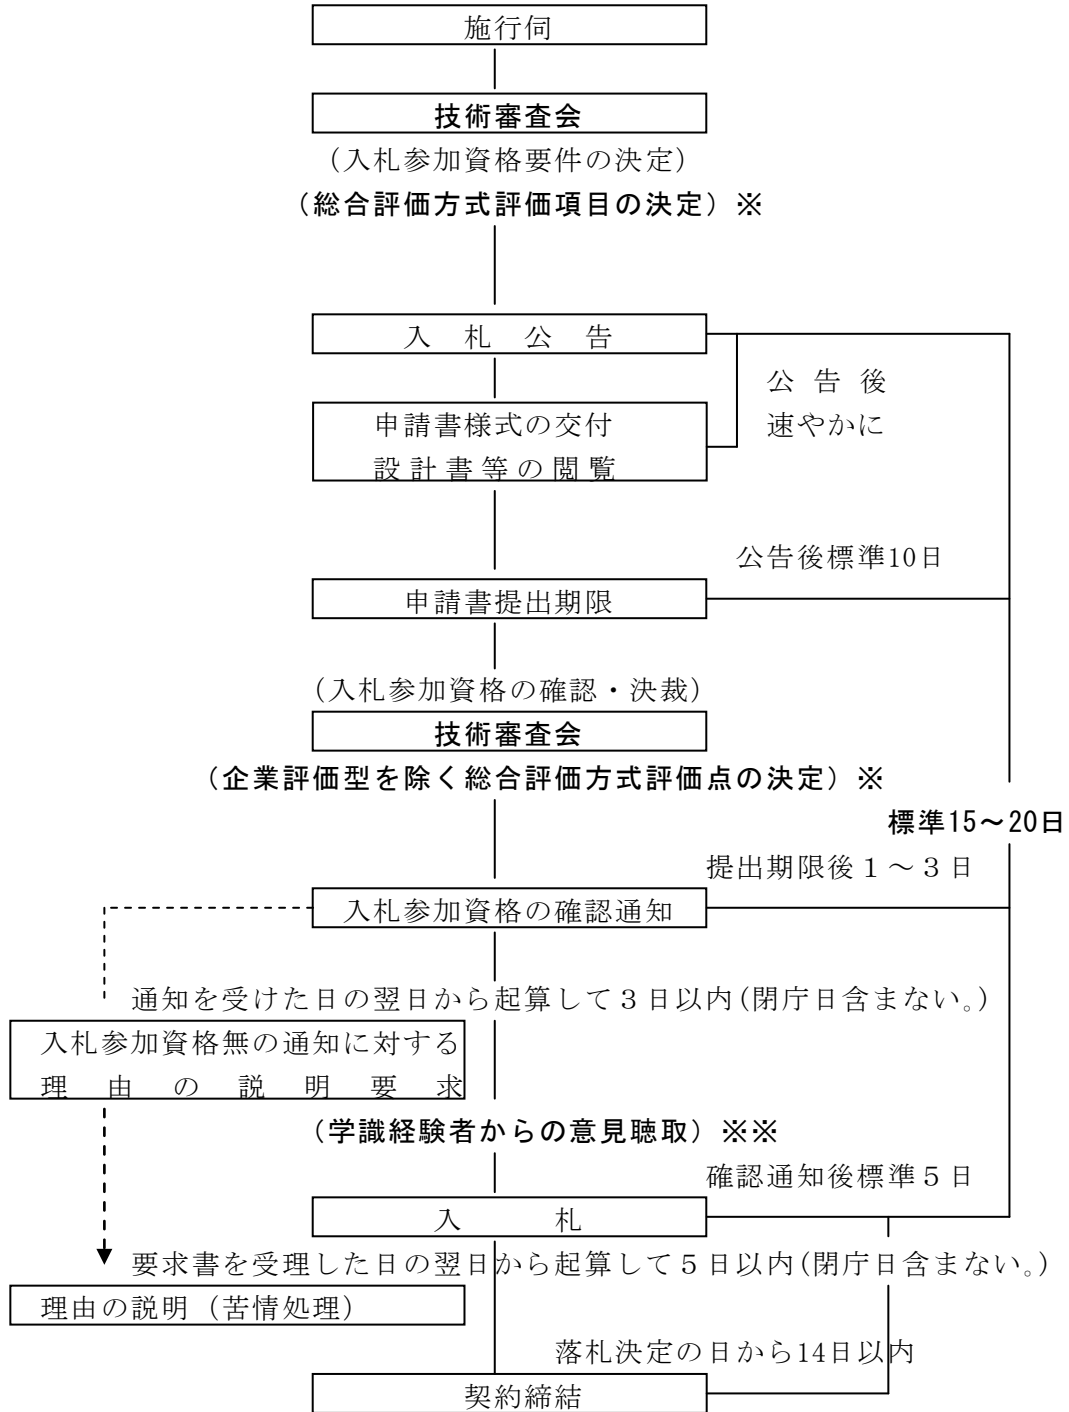 施行伺
技術審査会
（入札参加資格要件の決定）
（総合評価方式評価項目の決定）※
入札公告
公告後
速やかに
申請書様式の交付
設計書等の閲覧
公告後標準10日
申請書提出期限
（入札参加資格の確認・決裁）
技術審査会
（企業評価型を除く総合評価方式評価点の決定）※
標準15～20日
提出期限後１～３日
入札参加資格の確認通知
通知を受けた日の翌日から起算して３日以内(閉庁日含まない。)
入札参加資格無の通知に対する
理由の説明要求
（学識経験者からの意見聴取）※※
確認通知後標準５日
入札
要求書を受理した日の翌日から起算して５日以内(閉庁日含まない。)
理由の説明（苦情処理）
落札決定の日から14日以内
契約締結